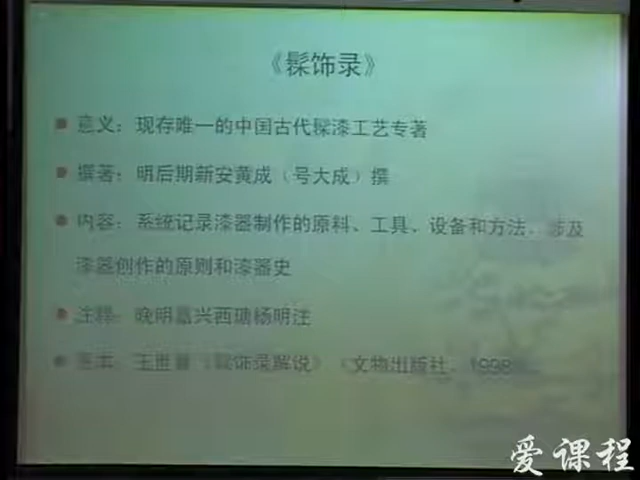 《髹饰录》
意义：现存唯一的中国古代髹漆工艺专著
撰著：明后期新安黄成（号大成）撰
内容：系统记录漆器制作的原料、工具、设备和方法，涉及
漆器创作的原则和漆器史
注释：晚明嘉兴西塘杨明注
王世襄《髹饰录解说》（文物出版社，1998
爱课程